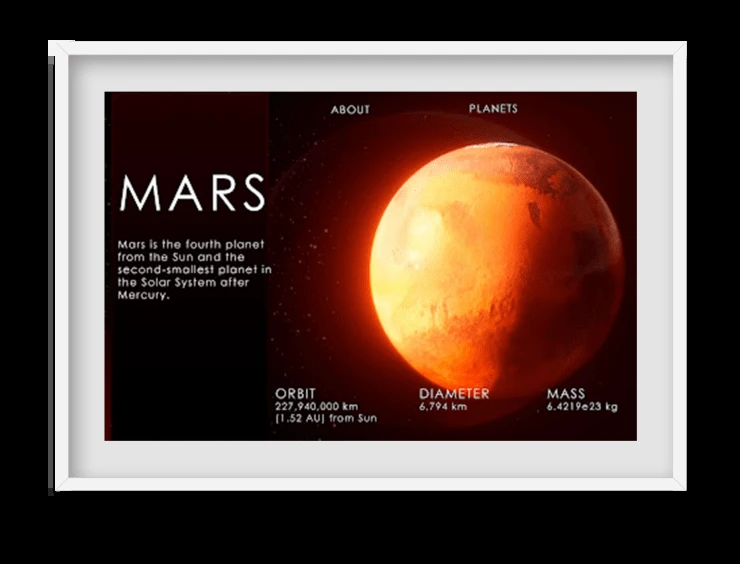 ABOUT PLANETS
MARS
Mars is the fourth planet
from the Sun and the
second-smallest planet in
the Solar System after
Mercury.
ORBIT
227,940,000 km
[1.52 AU] from Sun
DIAMETER
6,794 km
MASS
6.4219e23 kg